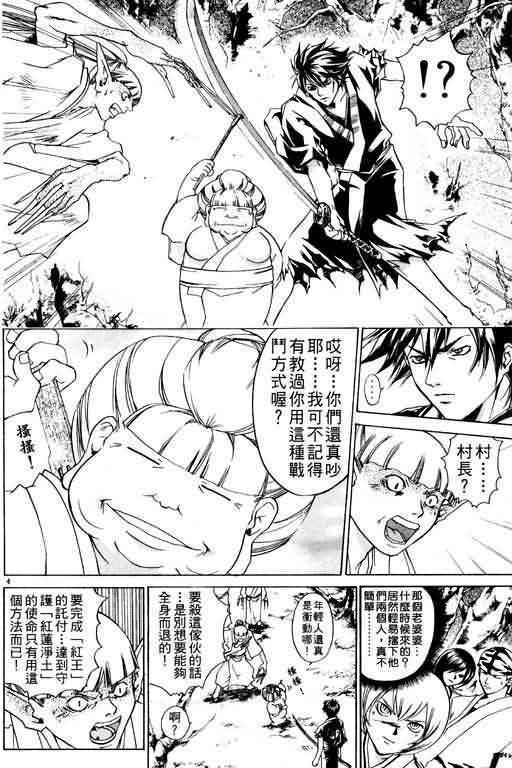 !?
哎呀…你們還真吵
耶……我可不記得
有教過你用這種戰
鬥方式喔?
搔搔!
……
村……
村長?
那個老婆婆…
什麼時候來的?
居然輕易擋下他
們兩個人,真不
簡單…
年輕人還真
是衝動哪!
要殺這傢伙的話
…是別想要能夠
全身而退的!
啊?
要完成「紅王」
的託付…達到守
護「紅蓮淨土」
的使命只有用這
個方法而已!
4